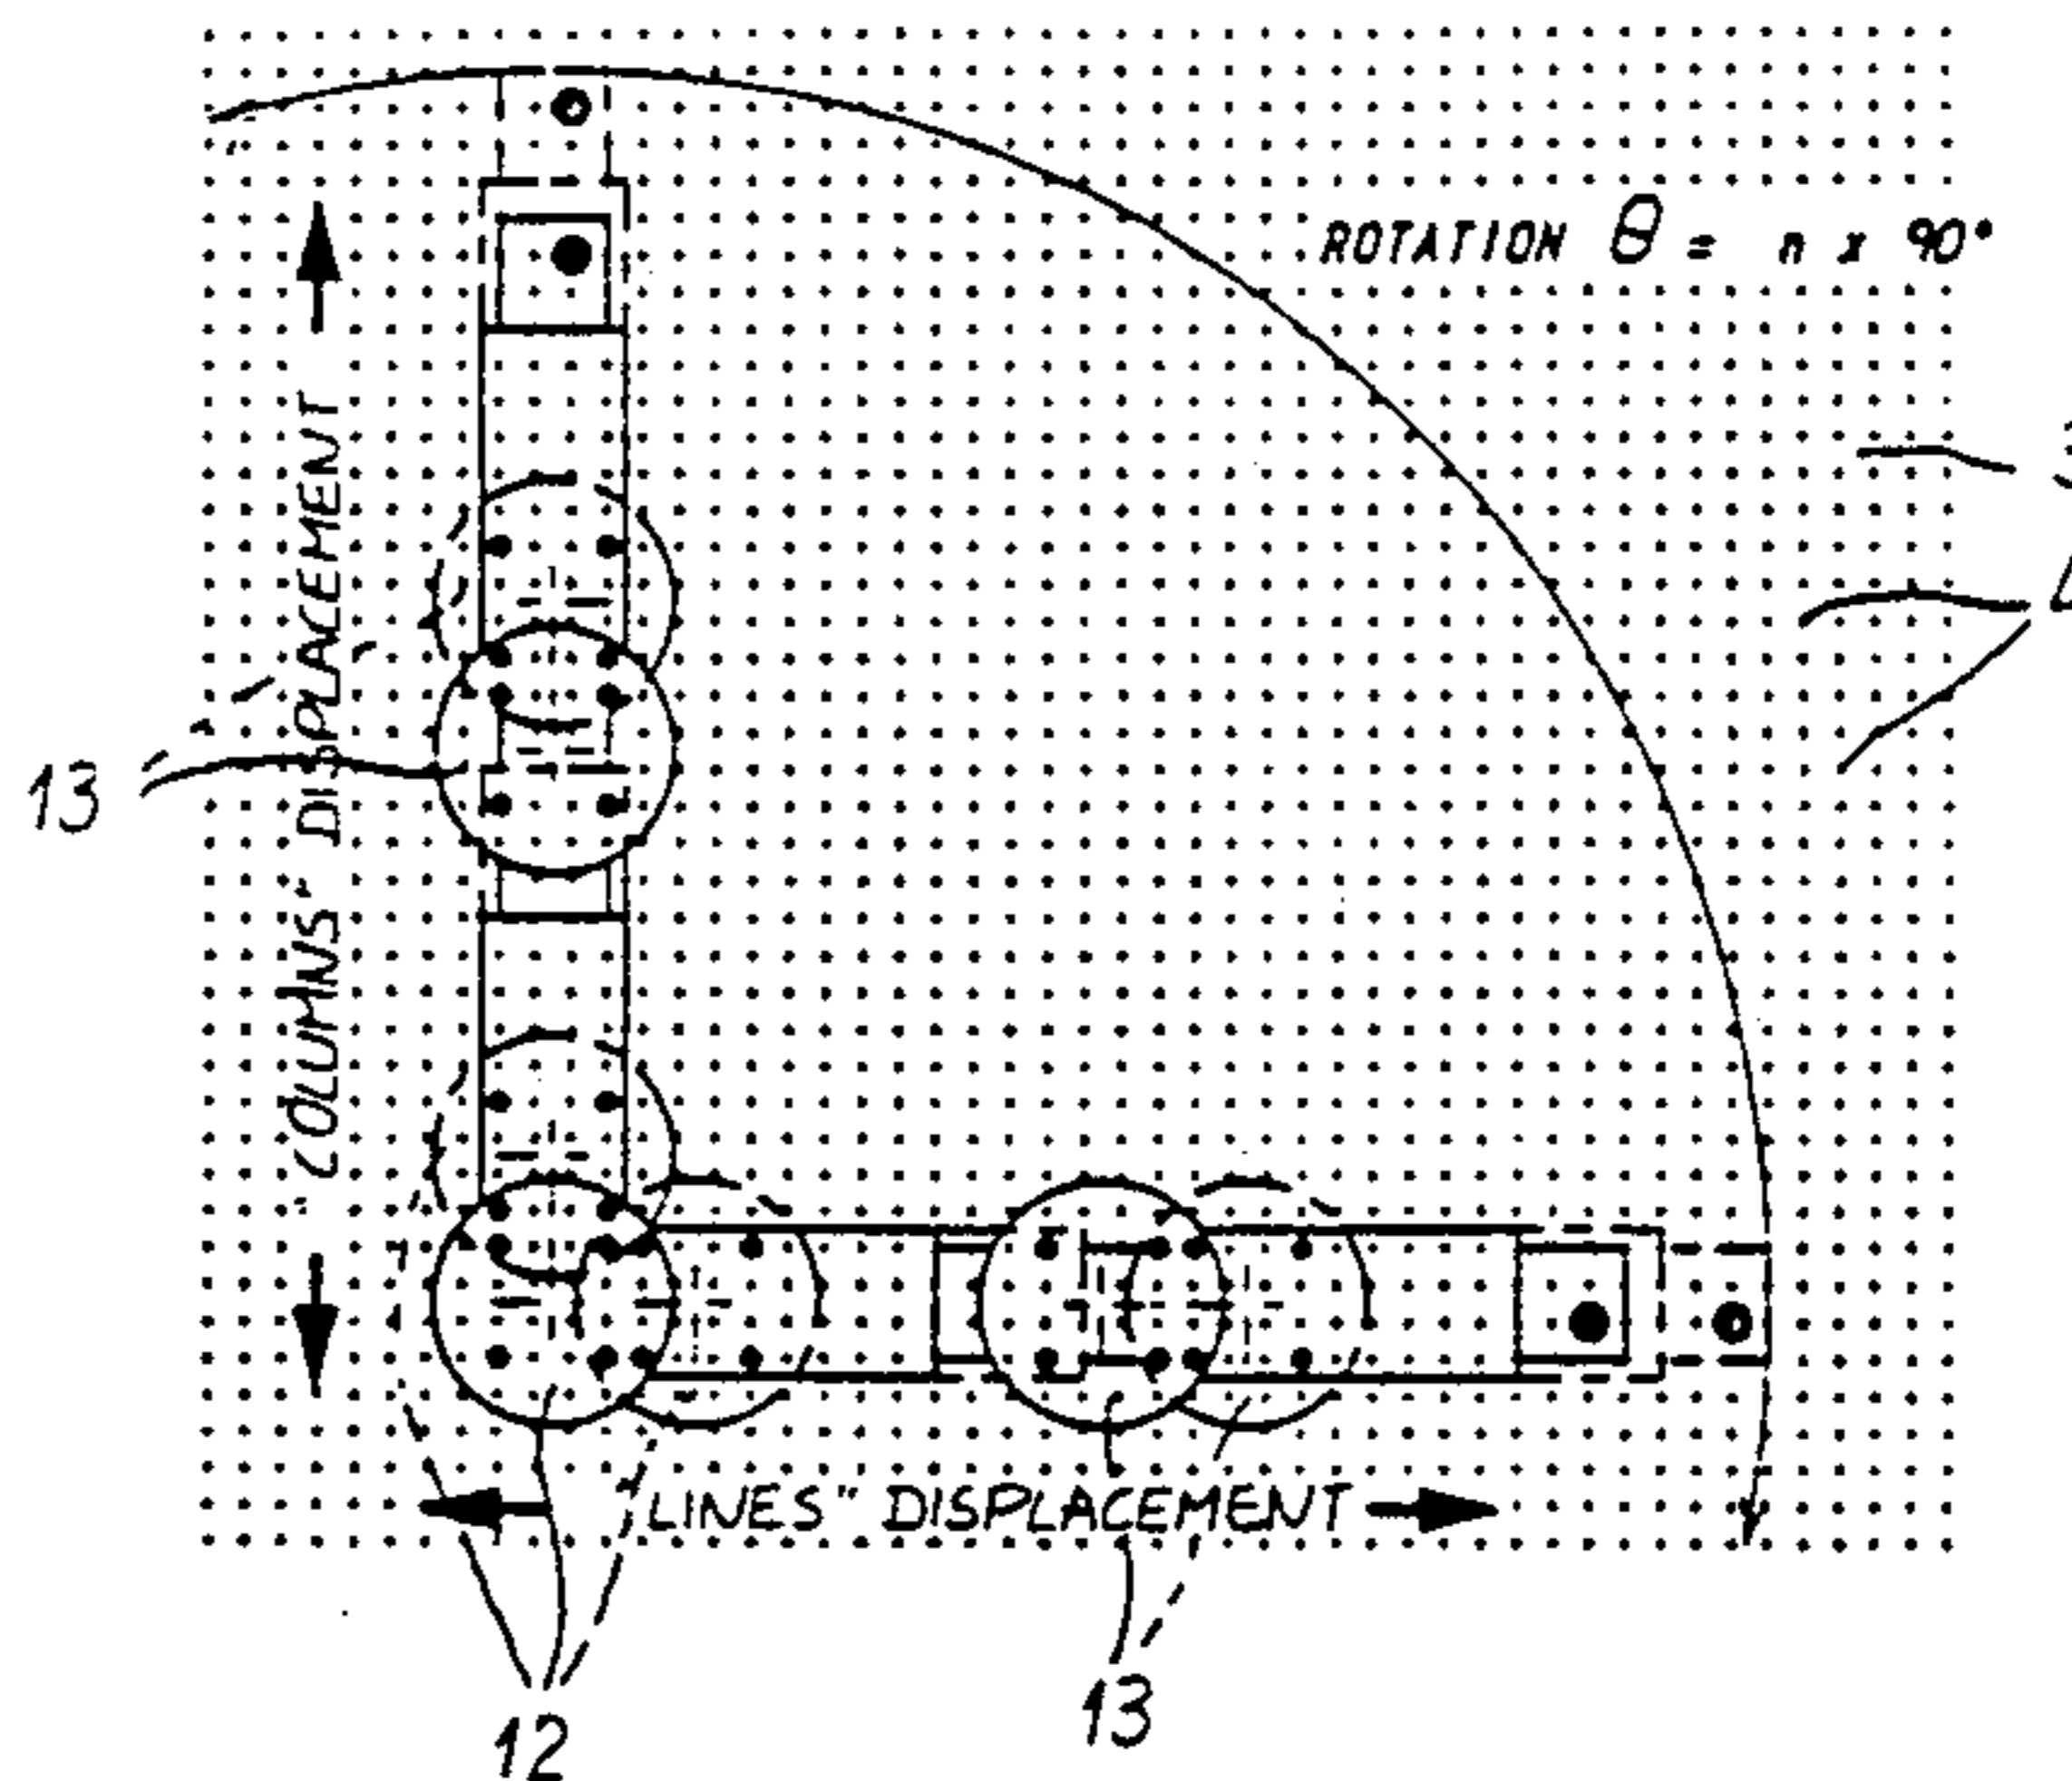 ROTATION θ = n x 90°
"COLUMNS" DISPLACEMENT
13
"LINES" DISPLACEMENT
12
13